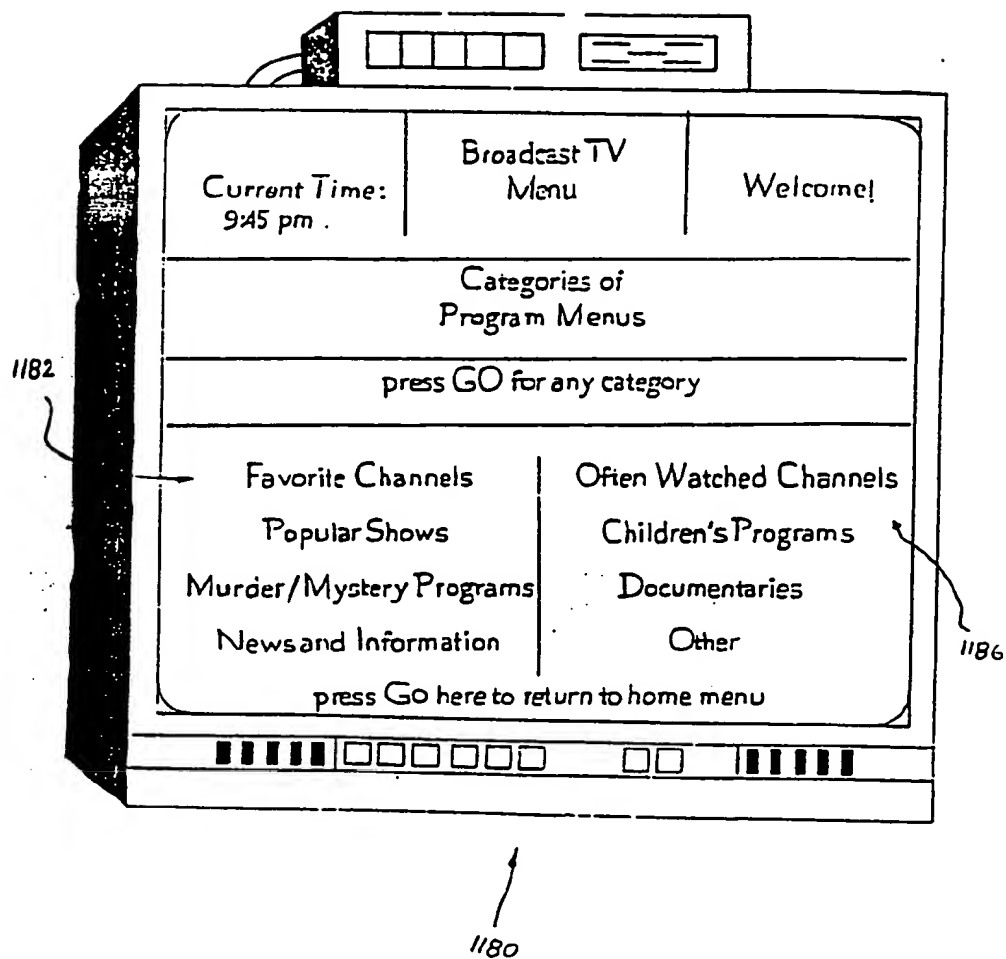 Current Time:
9:45 pm .
Broadcast TV
Menu
Welcome!
Categories of
Program Menus
press GO for any category
1182
Favorite Channels
Often Watched Channels
Popular Shows
Children's Programs
Murder/Mystery Programs
Documentaries
News and Information
Other
1186
press Go here to return to home menu
1180